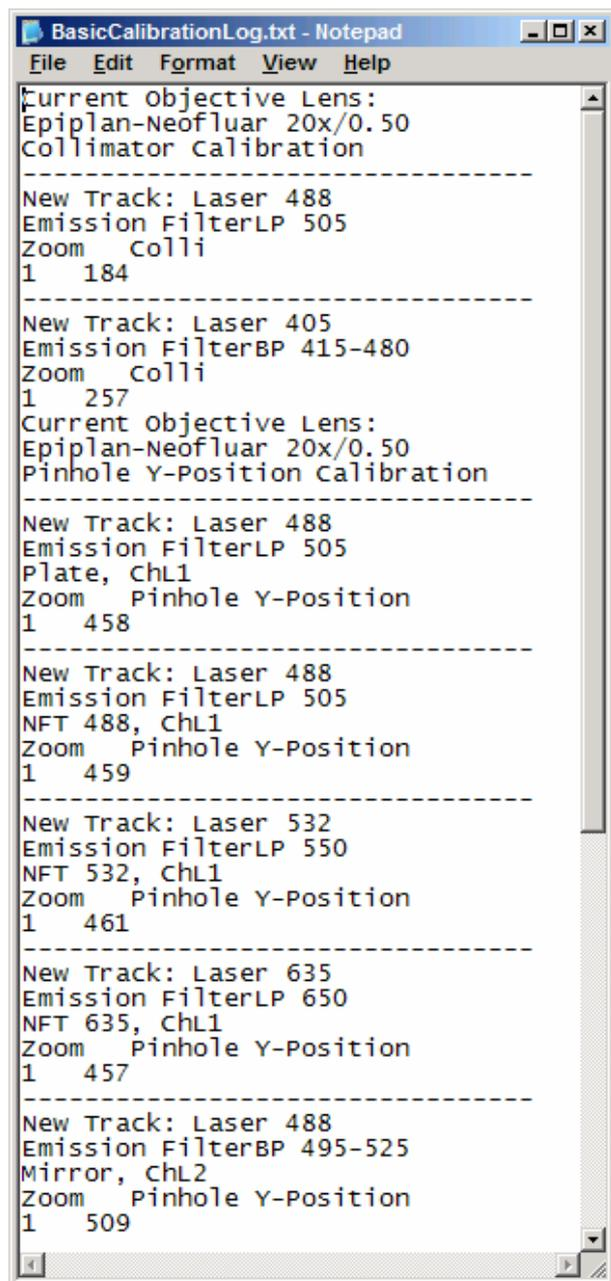 BasicCalibrationLog.txt - Notepad
File Edit Format View Help
Current Objective Lens:
Epiplan-Neofluar 20x/0.50
Collimator Calibration
-----------------------------------
New Track: Laser 488
Emission FilterLP 505
Zoom   Colli
1   184
-----------------------------------
New Track: Laser 405
Emission FilterBP 415-480
Zoom   Colli
1   257
Current Objective Lens:
Epiplan-Neofluar 20x/0.50
Pinhole Y-Position Calibration
-----------------------------------
New Track: Laser 488
Emission FilterLP 505
Plate, ChL1
Zoom   Pinhole Y-Position
1   458
-----------------------------------
New Track: Laser 488
Emission FilterLP 505
NFT 488, ChL1
Zoom   Pinhole Y-Position
1   459
-----------------------------------
New Track: Laser 532
Emission FilterLP 550
NFT 532, ChL1
Zoom   Pinhole Y-Position
1   461
-----------------------------------
New Track: Laser 635
Emission FilterLP 650
NFT 635, ChL1
Zoom   Pinhole Y-Position
1   457
-----------------------------------
New Track: Laser 488
Emission FilterBP 495-525
Mirror, ChL2
Zoom   Pinhole Y-Position
1   509